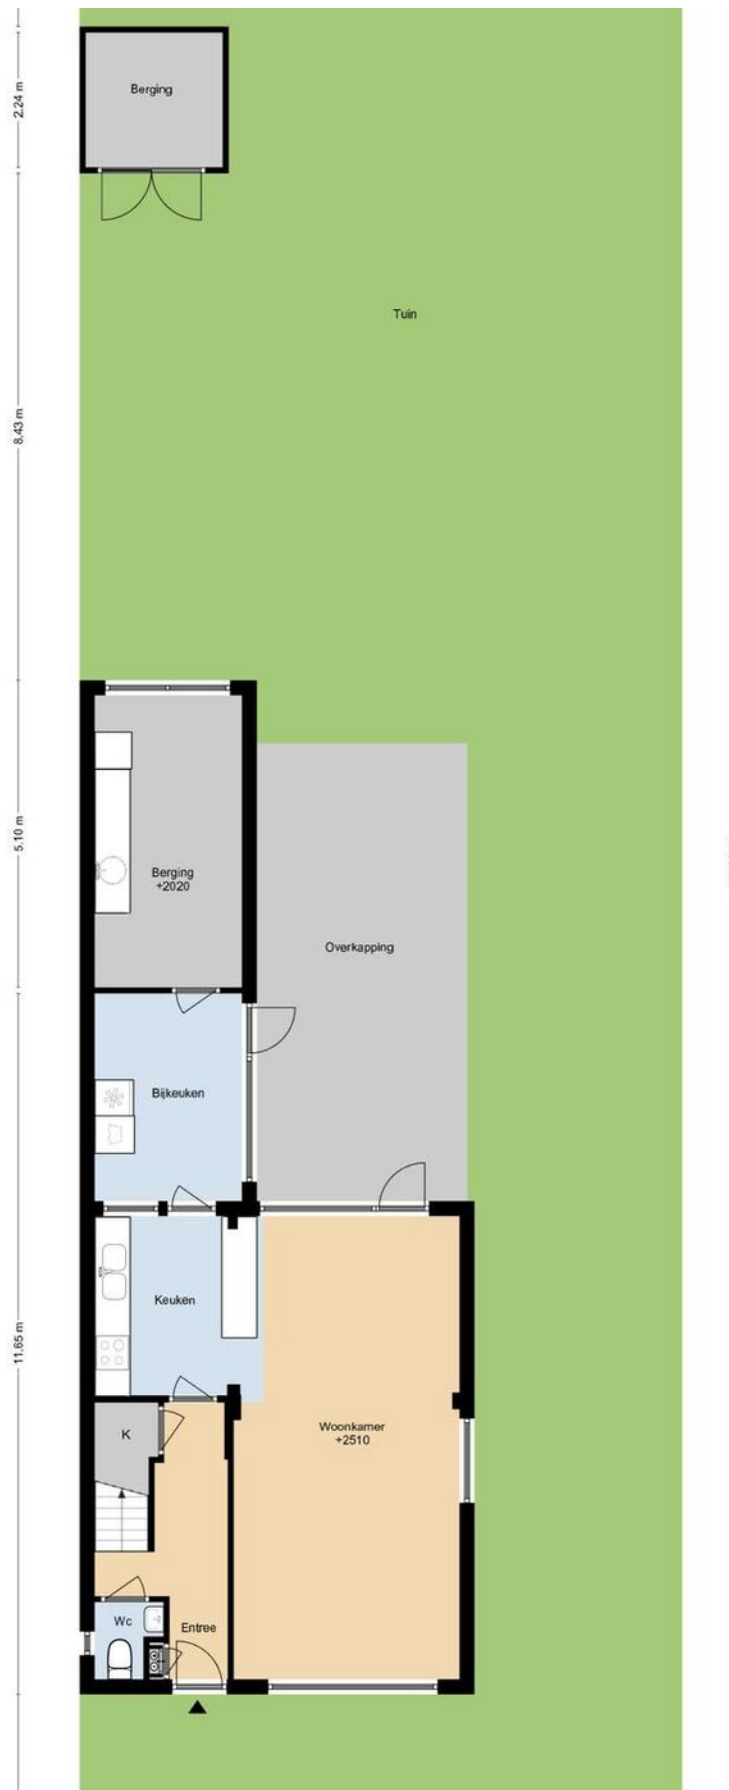 Berging
2.24 m
Tuin
8.43 m
5.10 m
Berging
+2020
Overkapping
Bijkeuken
Keuken
11.65 m
Woonkamer
+2510
K
Wc
Entree